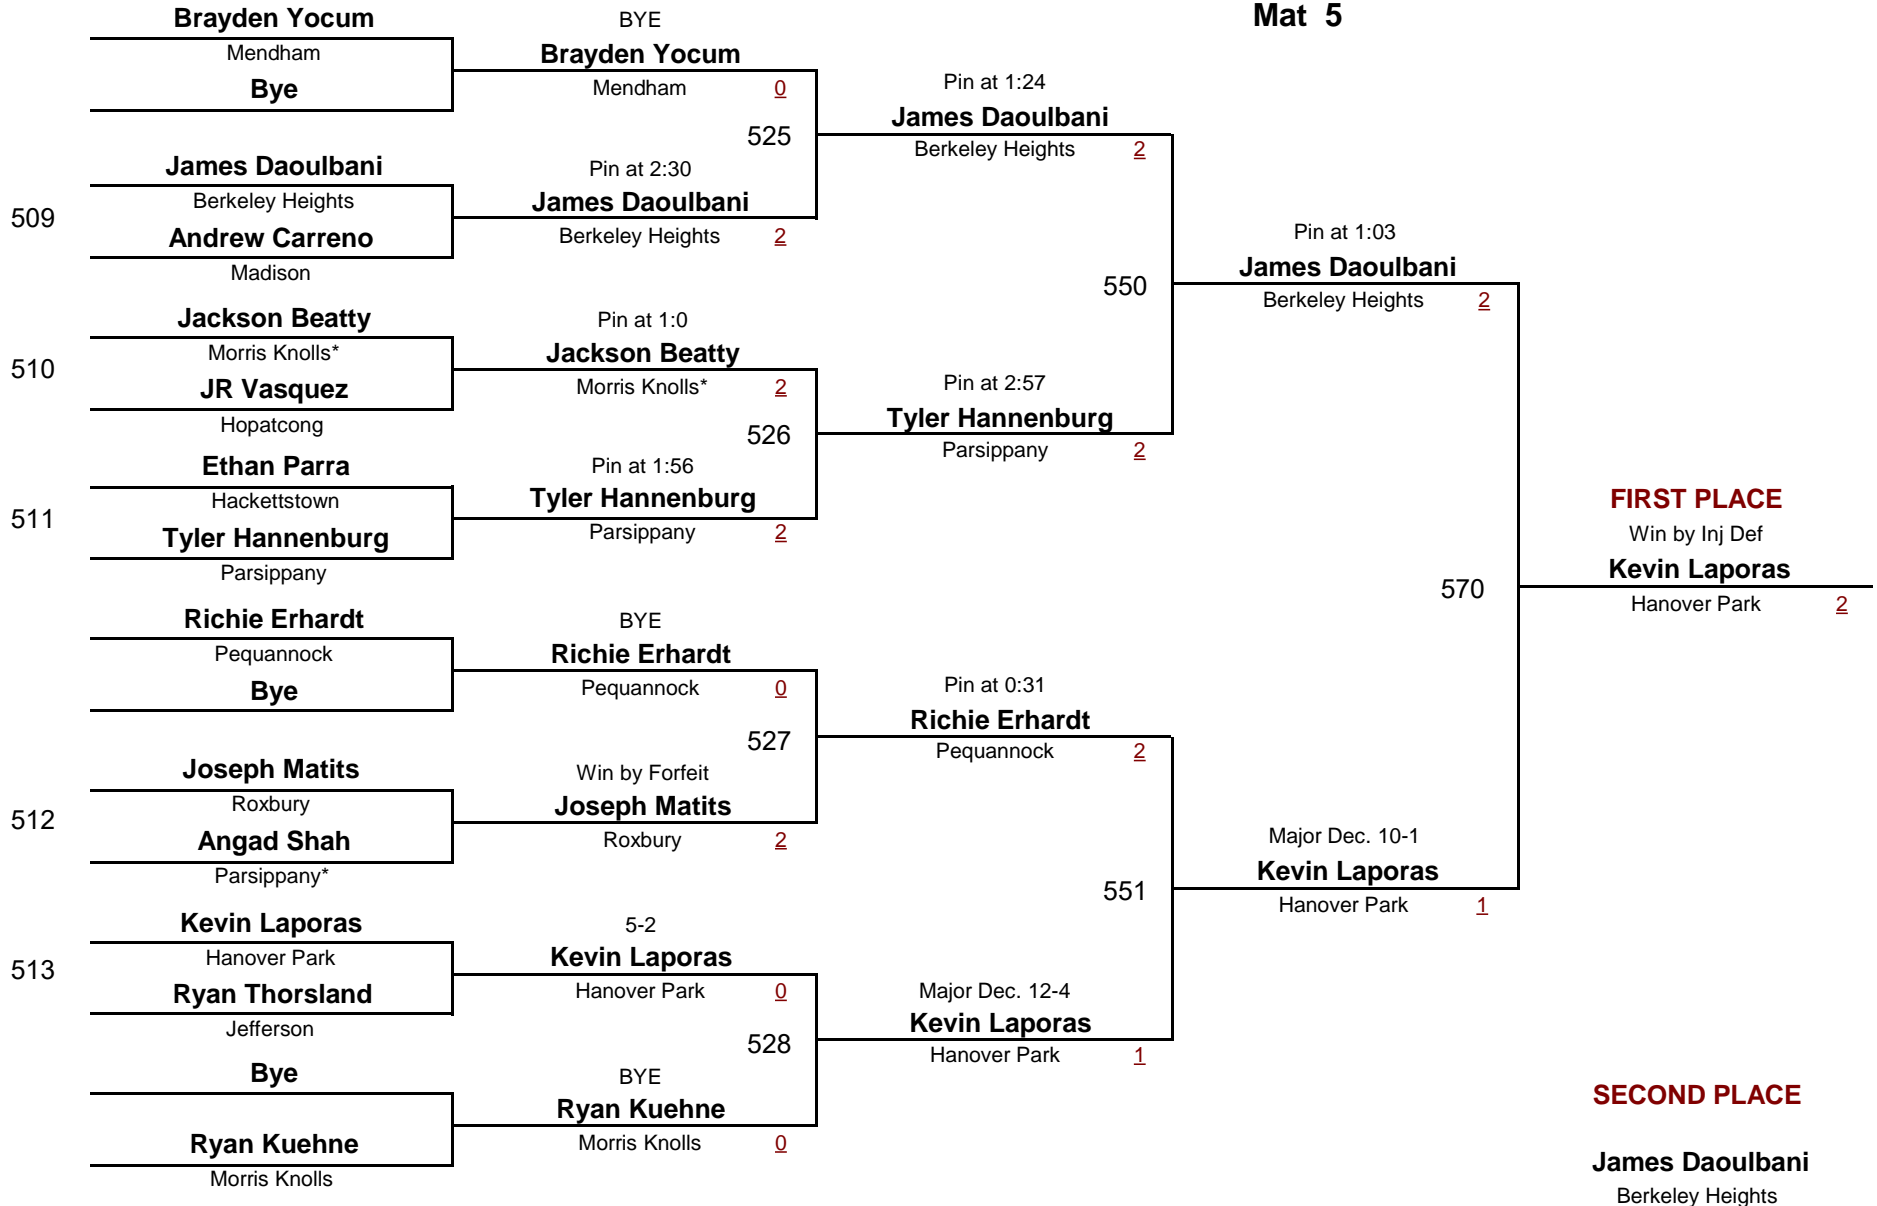 Mat 5
Brayden Yocum
Mendham
Bye
509
James Daoulbani
Berkeley Heights
Andrew Carreno
Madison
510
Jackson Beatty
Morris Knolls*
JR Vasquez
Hopatcong
511
Ethan Parra
Hackettstown
Tyler Hannenburg
Parsippany
Richie Erhardt
Pequannock
Bye
512
Joseph Matits
Roxbury
Angad Shah
Parsippany*
513
Kevin Laporas
Hanover Park
Ryan Thorsland
Jefferson
Bye
Ryan Kuehne
Morris Knolls
BYE
Brayden Yocum
Mendham 0
525
Pin at 2:30
James Daoulbani
Berkeley Heights 2
Pin at 1:0
Jackson Beatty
Morris Knolls* 2
526
Pin at 1:56
Tyler Hannenburg
Parsippany 2
BYE
Richie Erhardt
Pequannock 0
527
Win by Forfeit
Joseph Matits
Roxbury 2
5-2
Kevin Laporas
Hanover Park 0
528
BYE
Ryan Kuehne
Morris Knolls 0
Pin at 1:24
James Daoulbani
Berkeley Heights 2
550
Pin at 2:57
Tyler Hannenburg
Parsippany 2
Pin at 0:31
Richie Erhardt
Pequannock 2
551
Major Dec. 12-4
Kevin Laporas
Hanover Park 1
Pin at 1:03
James Daoulbani
Berkeley Heights 2
570
Major Dec. 10-1
Kevin Laporas
Hanover Park 1
FIRST PLACE
Win by Inj Def
Kevin Laporas
Hanover Park 2
SECOND PLACE
James Daoulbani
Berkeley Heights